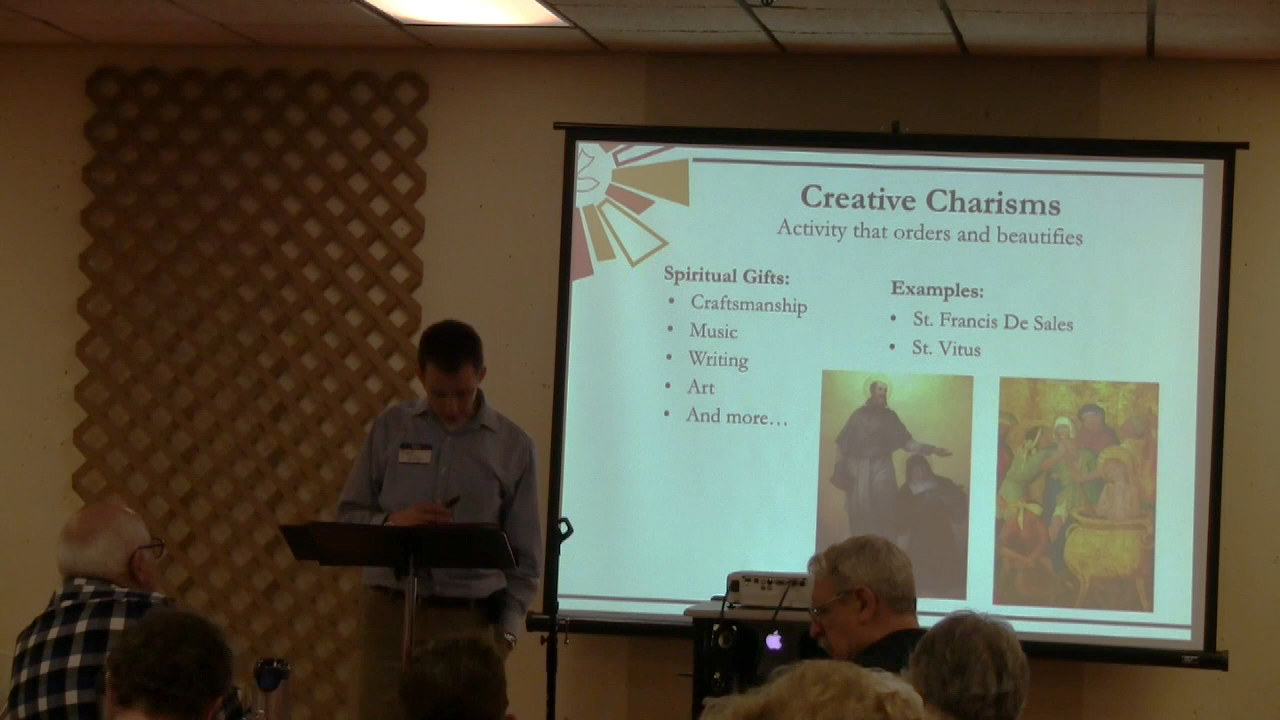 Creative Charisms
Activity that orders and beautifies
Spiritual Gifts:
• Craftsmanship
• Music
• Writing
• Art
• And more…
Examples:
• St. Francis De Sales
• St. Vitus